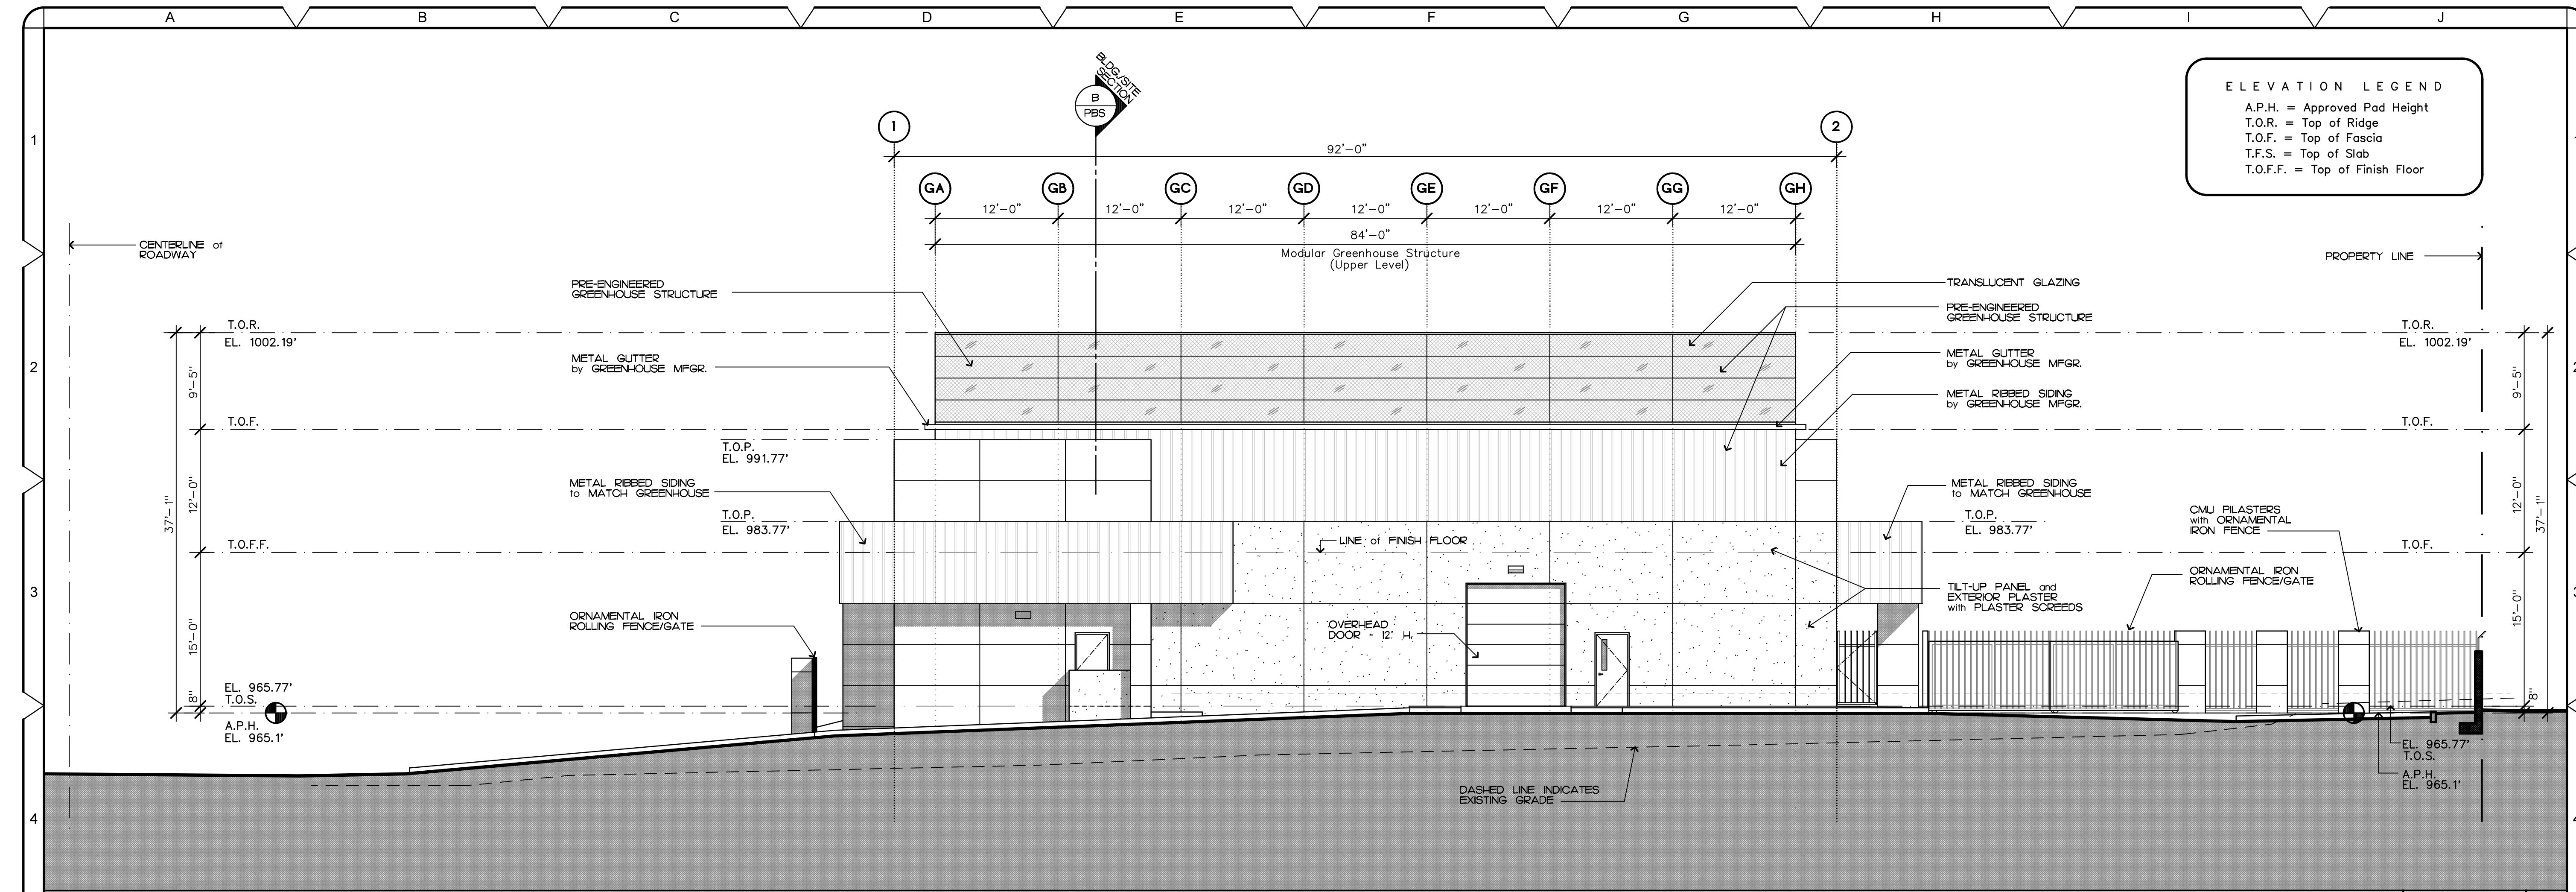 A B C D E F G H I J
1
2
3
4
BLDG./SITE
SECTION
B
PBS
1
2
92'-0"
GA GB GC GD GE GF GG GH
12'-0" 12'-0" 12'-0" 12'-0" 12'-0" 12'-0" 12'-0"
84'-0"
Modular Greenhouse Structure
(Upper Level)
ELEVATION LEGEND
A.P.H. = Approved Pad Height
T.O.R. = Top of Ridge
T.O.F. = Top of Fascia
T.F.S. = Top of Slab
T.O.F.F. = Top of Finish Floor
CENTERLINE of
ROADWAY
PROPERTY LINE
PRE-ENGINEERED
GREENHOUSE STRUCTURE
METAL GUTTER
by GREENHOUSE MFGR.
METAL RIBBED SIDING
to MATCH GREENHOUSE
ORNAMENTAL IRON
ROLLING FENCE/GATE
T.O.R.
EL. 1002.19'
T.O.F.
T.O.F.F.
EL. 965.77'
T.O.S.
A.P.H.
EL. 965.1'
37'-1"
9'-5"
12'-0"
15'-0"
8"
T.O.P.
EL. 991.77'
T.O.P.
EL. 983.77'
LINE of FINISH FLOOR
OVERHEAD
DOOR - 12' H.
DASHED LINE INDICATES
EXISTING GRADE
TRANSLUCENT GLAZING
PRE-ENGINEERED
GREENHOUSE STRUCTURE
METAL GUTTER
by GREENHOUSE MFGR.
METAL RIBBED SIDING
by GREENHOUSE MFGR.
METAL RIBBED SIDING
to MATCH GREENHOUSE
T.O.P.
EL. 983.77'
TILT-UP PANEL and
EXTERIOR PLASTER
with PLASTER SCREEDS
CMU PILASTERS
with ORNAMENTAL
IRON FENCE
ORNAMENTAL IRON
ROLLING FENCE/GATE
T.O.R.
EL. 1002.19'
T.O.F.
T.O.F.
9'-5"
12'-0"
15'-0"
8"
37'-1"
EL. 965.77'
T.O.S.
A.P.H.
EL. 965.1'